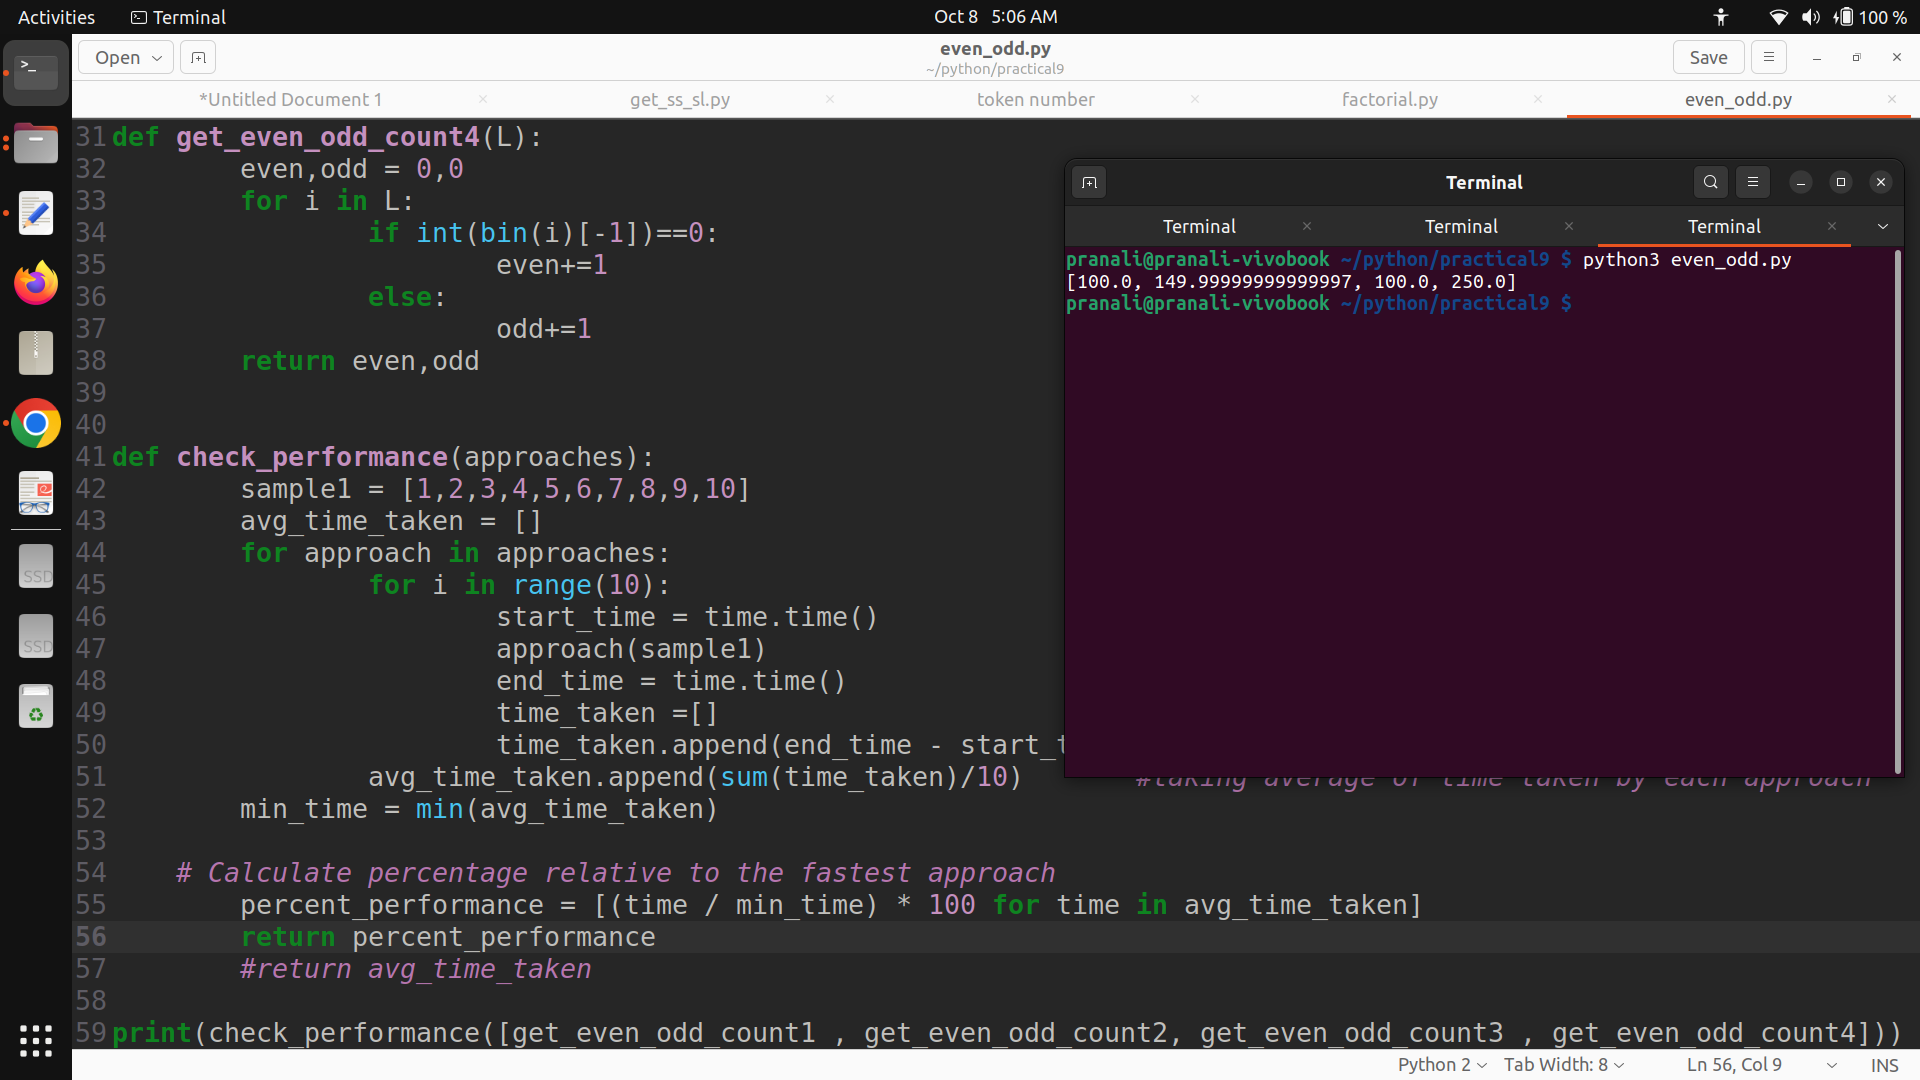 Activities Terminal Oct 8 5:06 AM 100 %
Open even_odd.py Save
~/python/practical9
*Untitled Document 1 get_ss_sl.py token number factorial.py even_odd.py
31 def get_even_odd_count4(L):
32 even,odd = 0,0
33 for i in L:
34 if int(bin(i)[-1])==0:
35 even+=1
36 else:
37 odd+=1
38 return even,odd
39
40
41 def check_performance(approaches):
42 sample1 = [1,2,3,4,5,6,7,8,9,10]
43 avg_time_taken = []
44 for approach in approaches:
45 for i in range(10):
46 start_time = time.time()
47 approach(sample1)
48 end_time = time.time()
49 time_taken =[]
50 time_taken.append(end_time - start_t
51 avg_time_taken.append(sum(time_taken)/10) #taking average of time taken by each approach
52 min_time = min(avg_time_taken)
53
54 # Calculate percentage relative to the fastest approach
55 percent_performance = [(time / min_time) * 100 for time in avg_time_taken]
56 return percent_performance
57 #return avg_time_taken
58
59 print(check_performance([get_even_odd_count1 , get_even_odd_count2, get_even_odd_count3 , get_even_odd_count4]))
Python 2 Tab Width: 8 Ln 56, Col 9 INS
Terminal
Terminal Terminal Terminal
pranali@pranali-vivobook ~/python/practical9 $ python3 even_odd.py
[100.0, 149.99999999999997, 100.0, 250.0]
pranali@pranali-vivobook ~/python/practical9 $
SSD
SSD